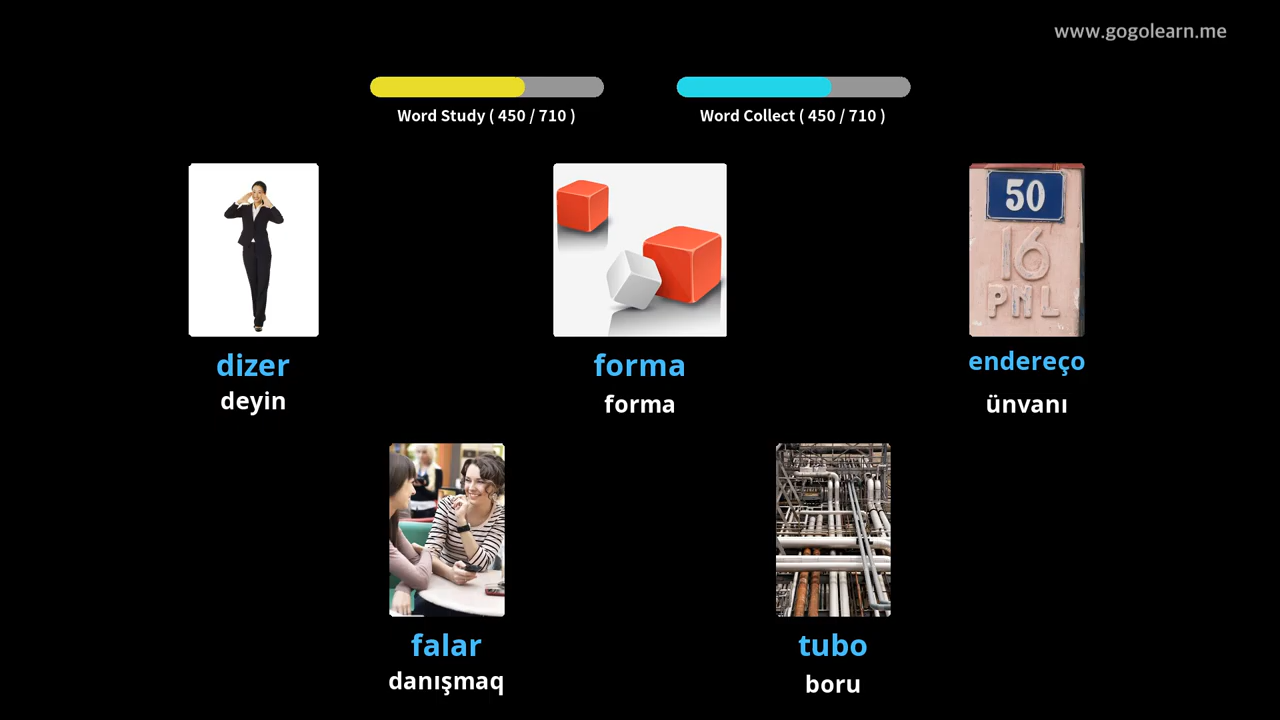 www.gogolearn.me
Word Study ( 450 / 710 )
Word Collect ( 450 / 710 )
50
16
PNL
dizer
deyin
forma
forma
endereço
ünvanı
falar
danışmaq
tubo
boru